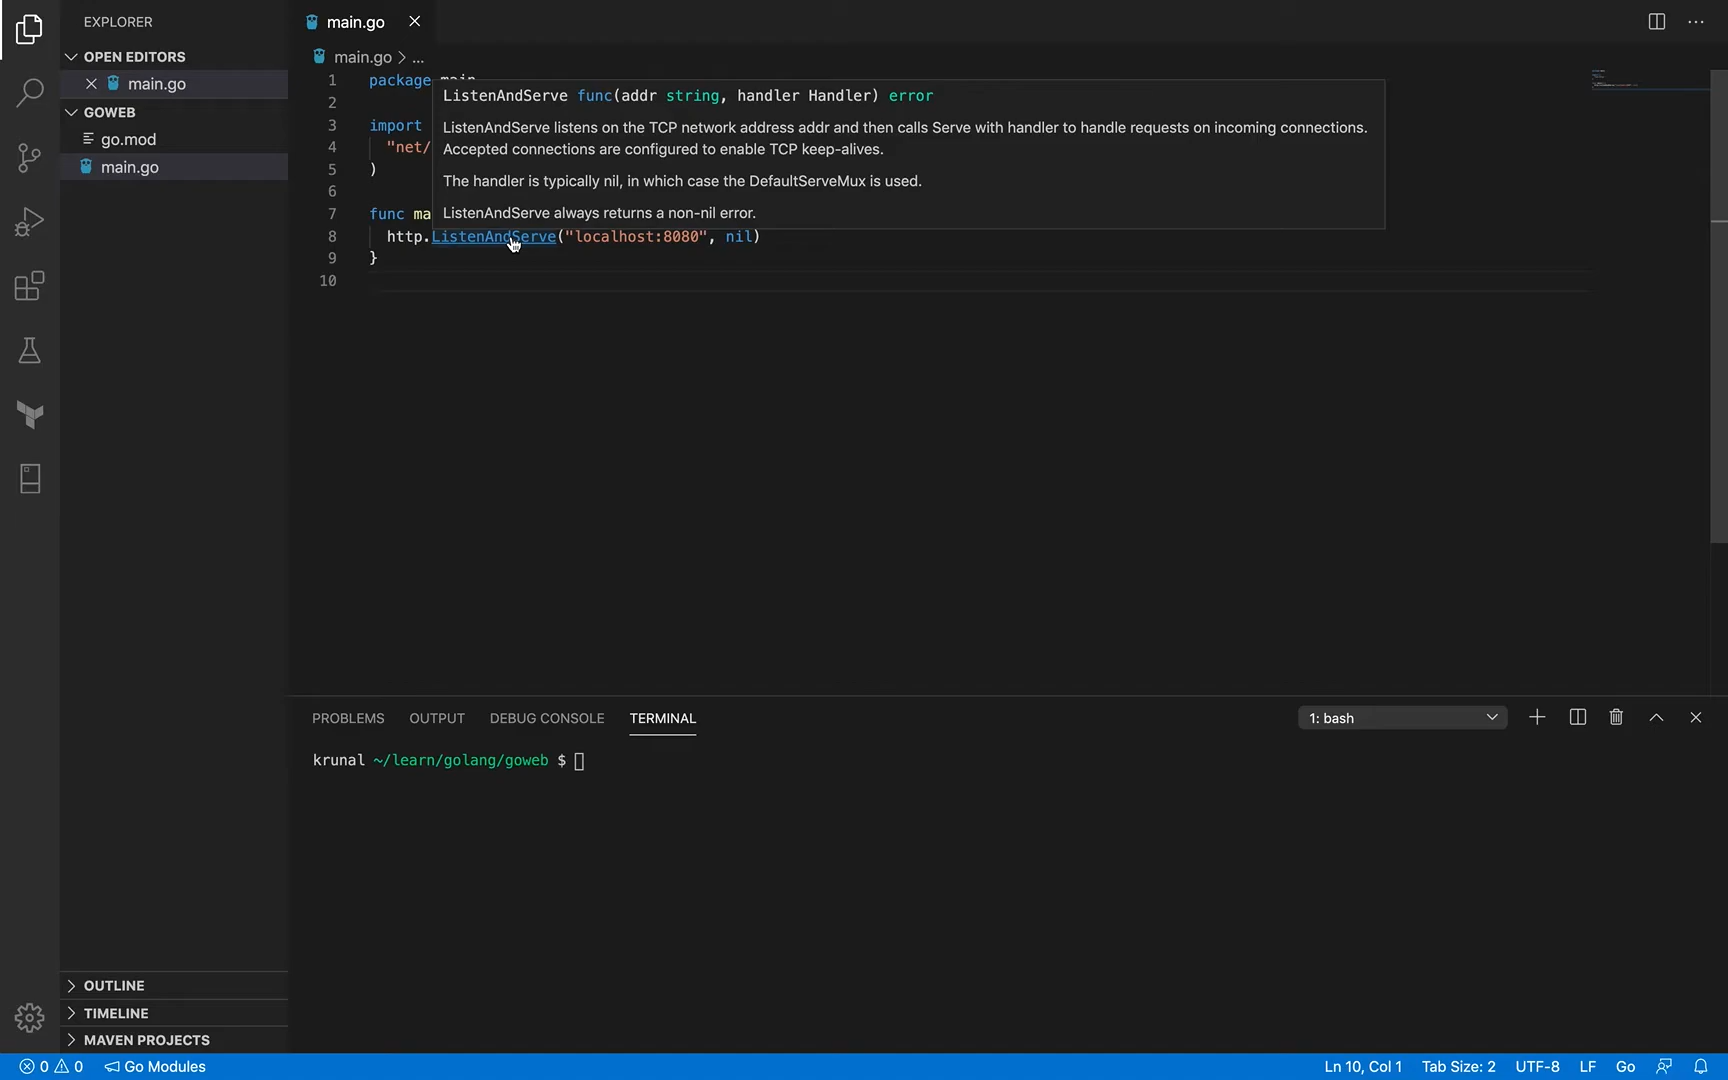 EXPLORER
OPEN EDITORS
main.go
GOWEB
go.mod
main.go
OUTLINE
TIMELINE
MAVEN PROJECTS
main.go
main.go > ...
1 package main
2
3 import
4 "net/
5 )
6
7 func ma
8 http.ListenAndServe("localhost:8080", nil)
9 }
10
ListenAndServe func(addr string, handler Handler) error
ListenAndServe listens on the TCP network address addr and then calls Serve with handler to handle requests on incoming connections.
Accepted connections are configured to enable TCP keep-alives.
The handler is typically nil, in which case the DefaultServeMux is used.
ListenAndServe always returns a non-nil error.
PROBLEMS OUTPUT DEBUG CONSOLE TERMINAL 1: bash
krunal ~/learn/golang/goweb $
0 0 Go Modules Ln 10, Col 1 Tab Size: 2 UTF-8 LF Go